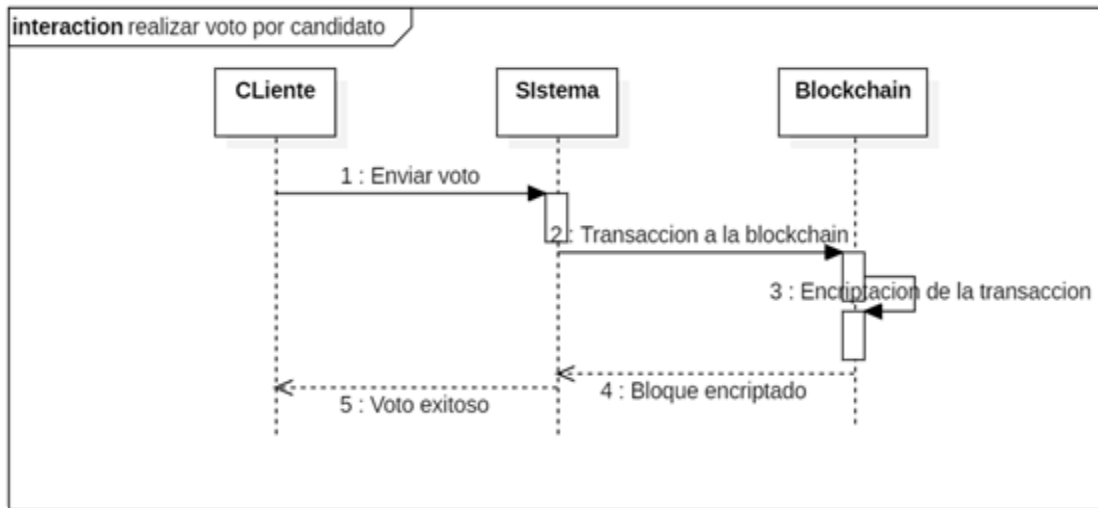 interaction realizar voto por candidato
CLiente
SIstema
Blockchain
1 : Enviar voto
2 : Transaccion a la blockchain
3 : Encriptacion de la transaccion
4 : Bloque encriptado
5 : Voto exitoso